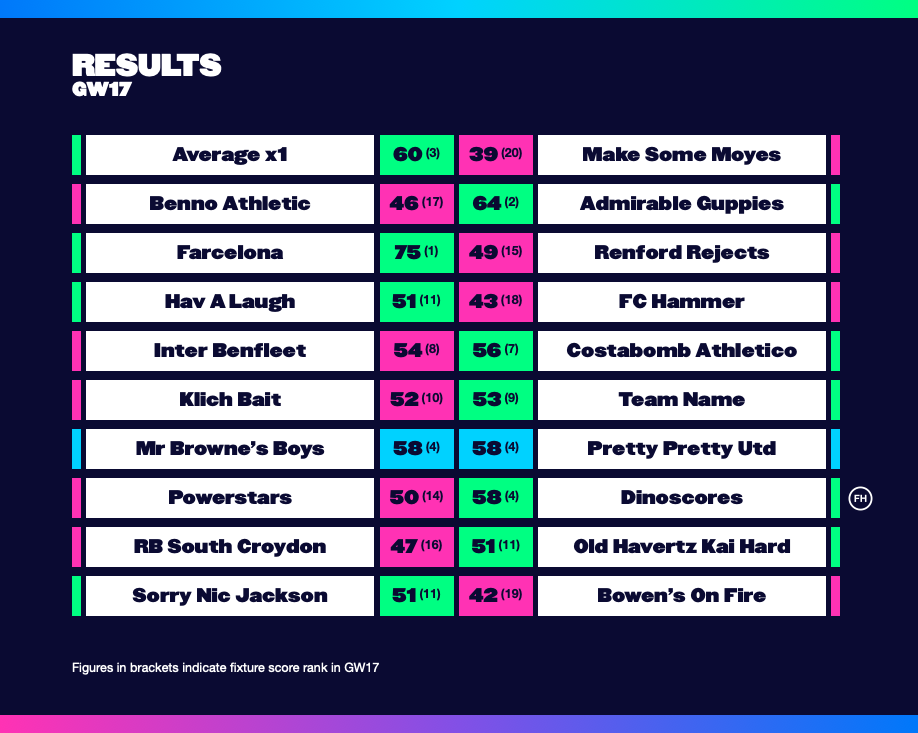 RESULTS
GW17
Average x1 60 (3) 39 (20) Make Some Moyes
Benno Athletic 46 (17) 64 (2) Admirable Guppies
Farcelona 75 (1) 49 (15) Renford Rejects
Hav A Laugh 51 (11) 43 (18) FC Hammer
Inter Benfleet 54 (8) 56 (7) Costabomb Athletico
Klich Bait 52 (10) 53 (9) Team Name
Mr Browne’s Boys 58 (4) 58 (4) Pretty Pretty Utd
Powerstars 50 (14) 58 (4) Dinoscores FH
RB South Croydon 47 (16) 51 (11) Old Havertz Kai Hard
Sorry Nic Jackson 51 (11) 42 (19) Bowen’s On Fire
Figures in brackets indicate fixture score rank in GW17